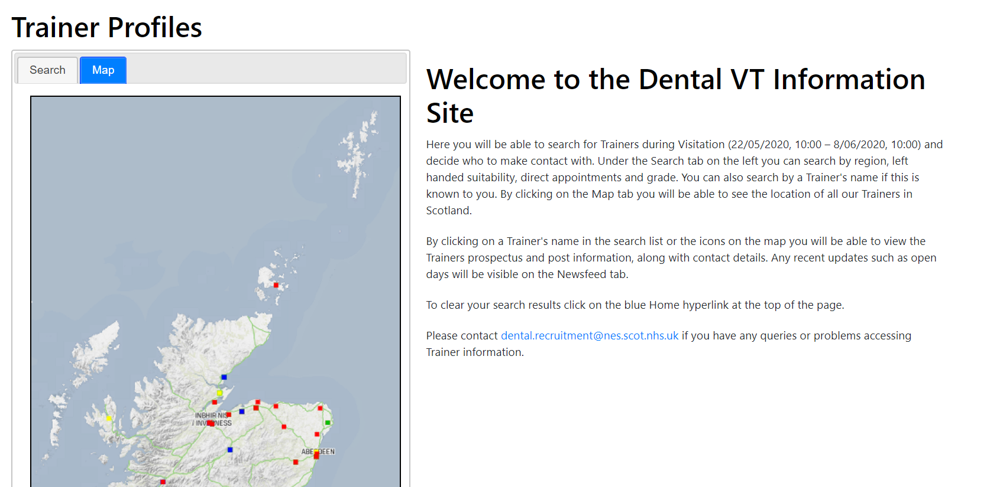 Trainer Profiles
Search
Map
INBHIR NIS
/ INVERNESS
ABERDEEN
Welcome to the Dental VT Information
Site
Here you will be able to search for Trainers during Visitation (22/05/2020, 10:00 – 8/06/2020, 10:00) and
decide who to make contact with. Under the Search tab on the left you can search by region, left
handed suitability, direct appointments and grade. You can also search by a Trainer's name if this is
known to you. By clicking on the Map tab you will be able to see the location of all our Trainers in
Scotland.
By clicking on a Trainer's name in the search list or the icons on the map you will be able to view the
Trainers prospectus and post information, along with contact details. Any recent updates such as open
days will be visible on the Newsfeed tab.
To clear your search results click on the blue Home hyperlink at the top of the page.
Please contact dental.recruitment@nes.scot.nhs.uk if you have any queries or problems accessing
Trainer information.